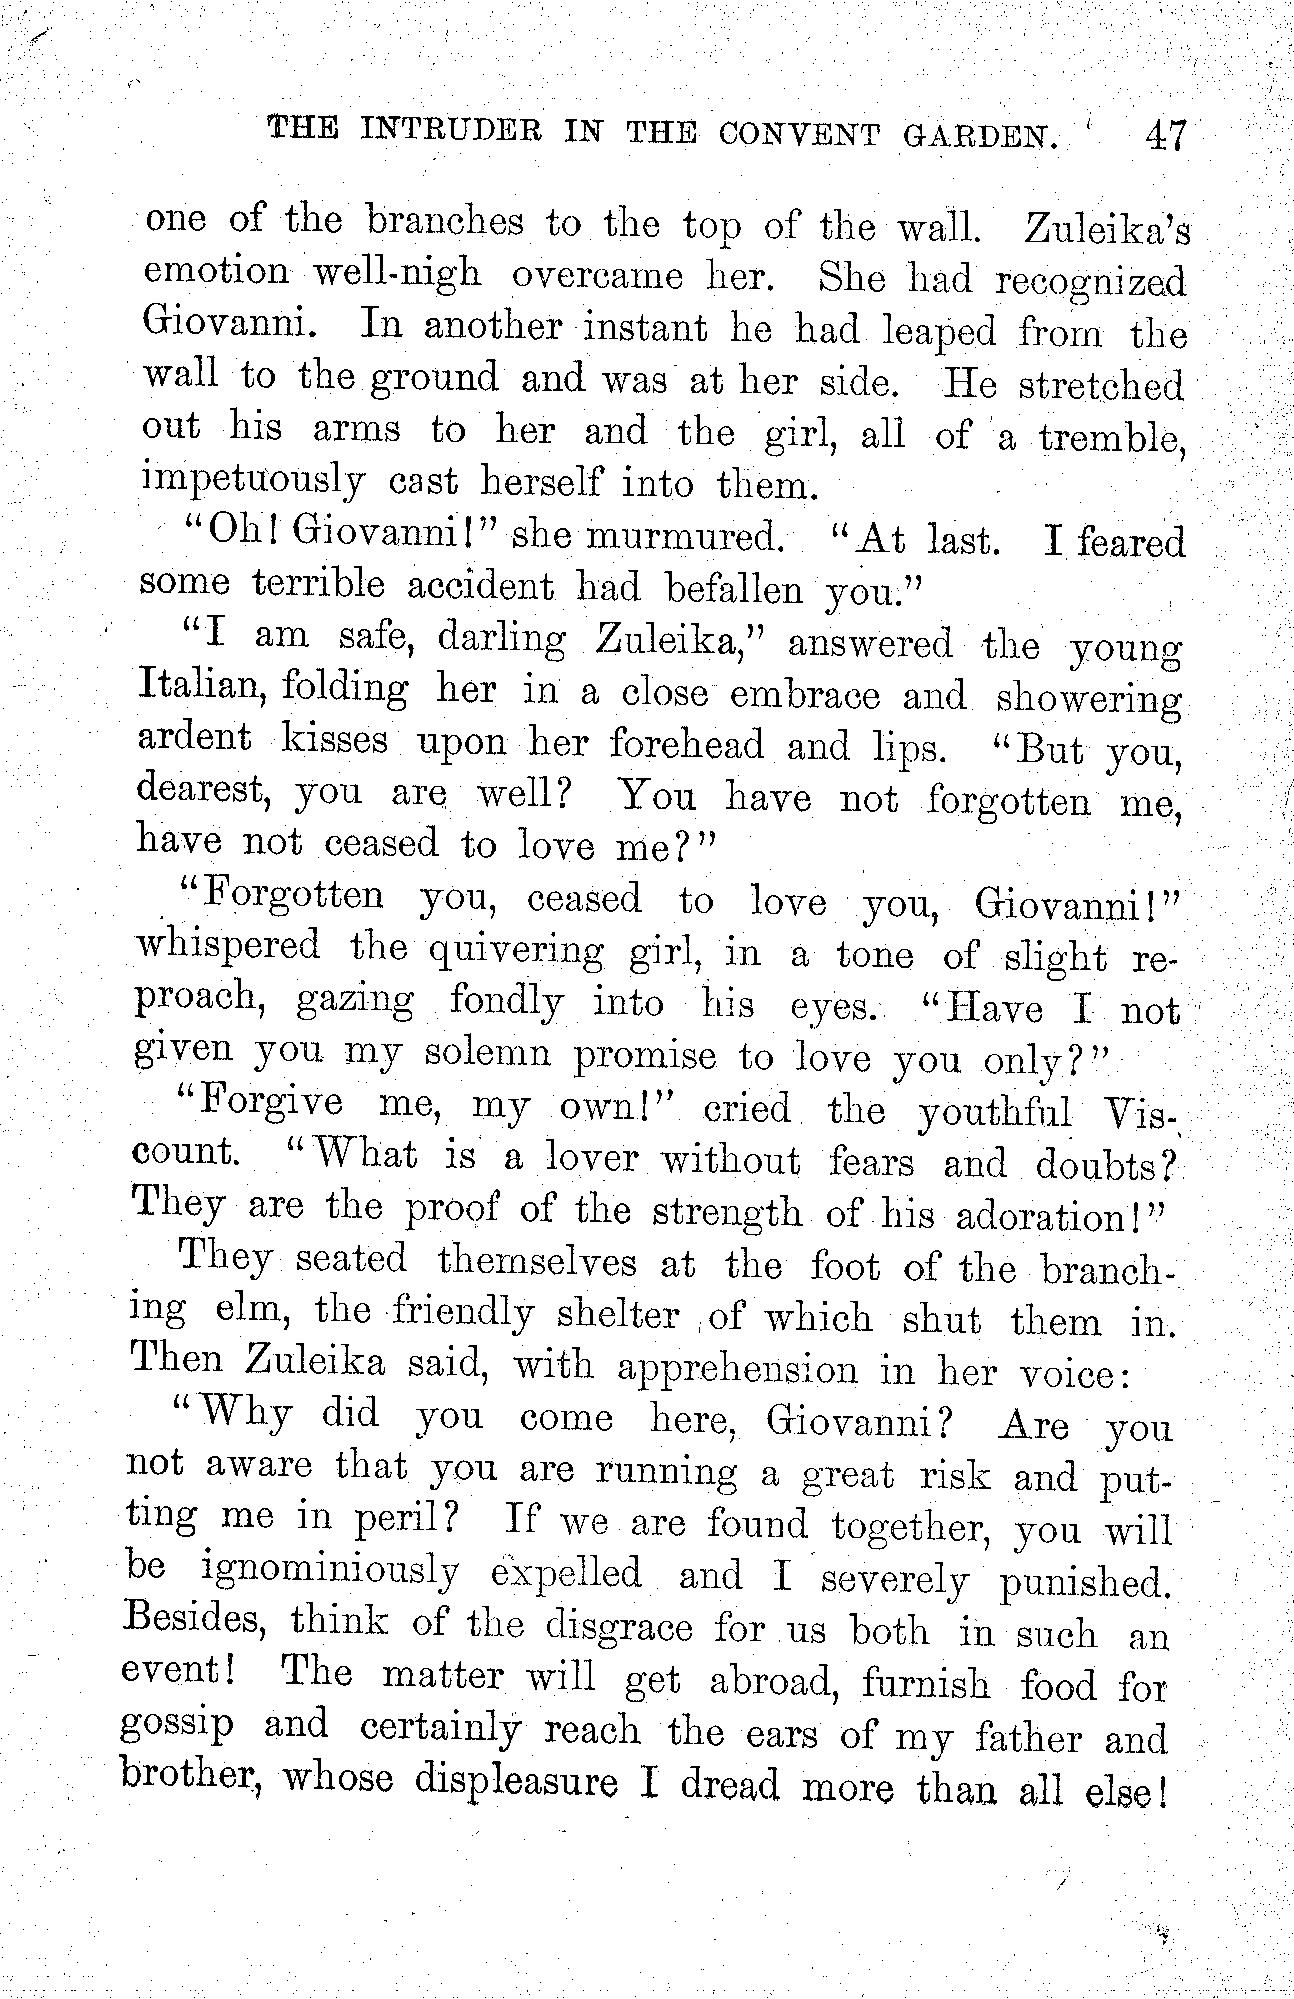 THE INTRUDER IN THE CONVENT GARDEN. 47
one of the branches to the top of the wall. Zuleika's
emotion well-nigh overcame her. She had recognized
Giovanni. In another instant he had leaped from the
wall to the ground and was at her side. He stretched
out his arms to her and the girl, all of a tremble,
impetuously cast herself into them.
"Oh! Giovanni!" she murmured. "At last. I feared
some terrible accident had befallen you."
"I am safe, darling Zuleika," answered the young
Italian, folding her in a close embrace and showering
ardent kisses upon her forehead and lips. "But you,
dearest, you are well? You have not forgotten me,
have not ceased to love me?"
"Forgotten you, ceased to love you, Giovanni!"
whispered the quivering girl, in a tone of slight re-
proach, gazing fondly into his eyes. "Have I not
given you my solemn promise to love you only?"
"Forgive me, my own!" cried the youthful Vis-
count. "What is a lover without fears and doubts?
They are the proof of the strength of his adoration!"
They seated themselves at the foot of the branch-
ing elm, the friendly shelter of which shut them in.
Then Zuleika said, with apprehension in her voice:
"Why did you come here, Giovanni? Are you
not aware that you are running a great risk and put-
ting me in peril? If we are found together, you will
be ignominiously expelled and I severely punished.
Besides, think of the disgrace for us both in such an
event! The matter will get abroad, furnish food for
gossip and certainly reach the ears of my father and
brother, whose displeasure I dread more than all else!